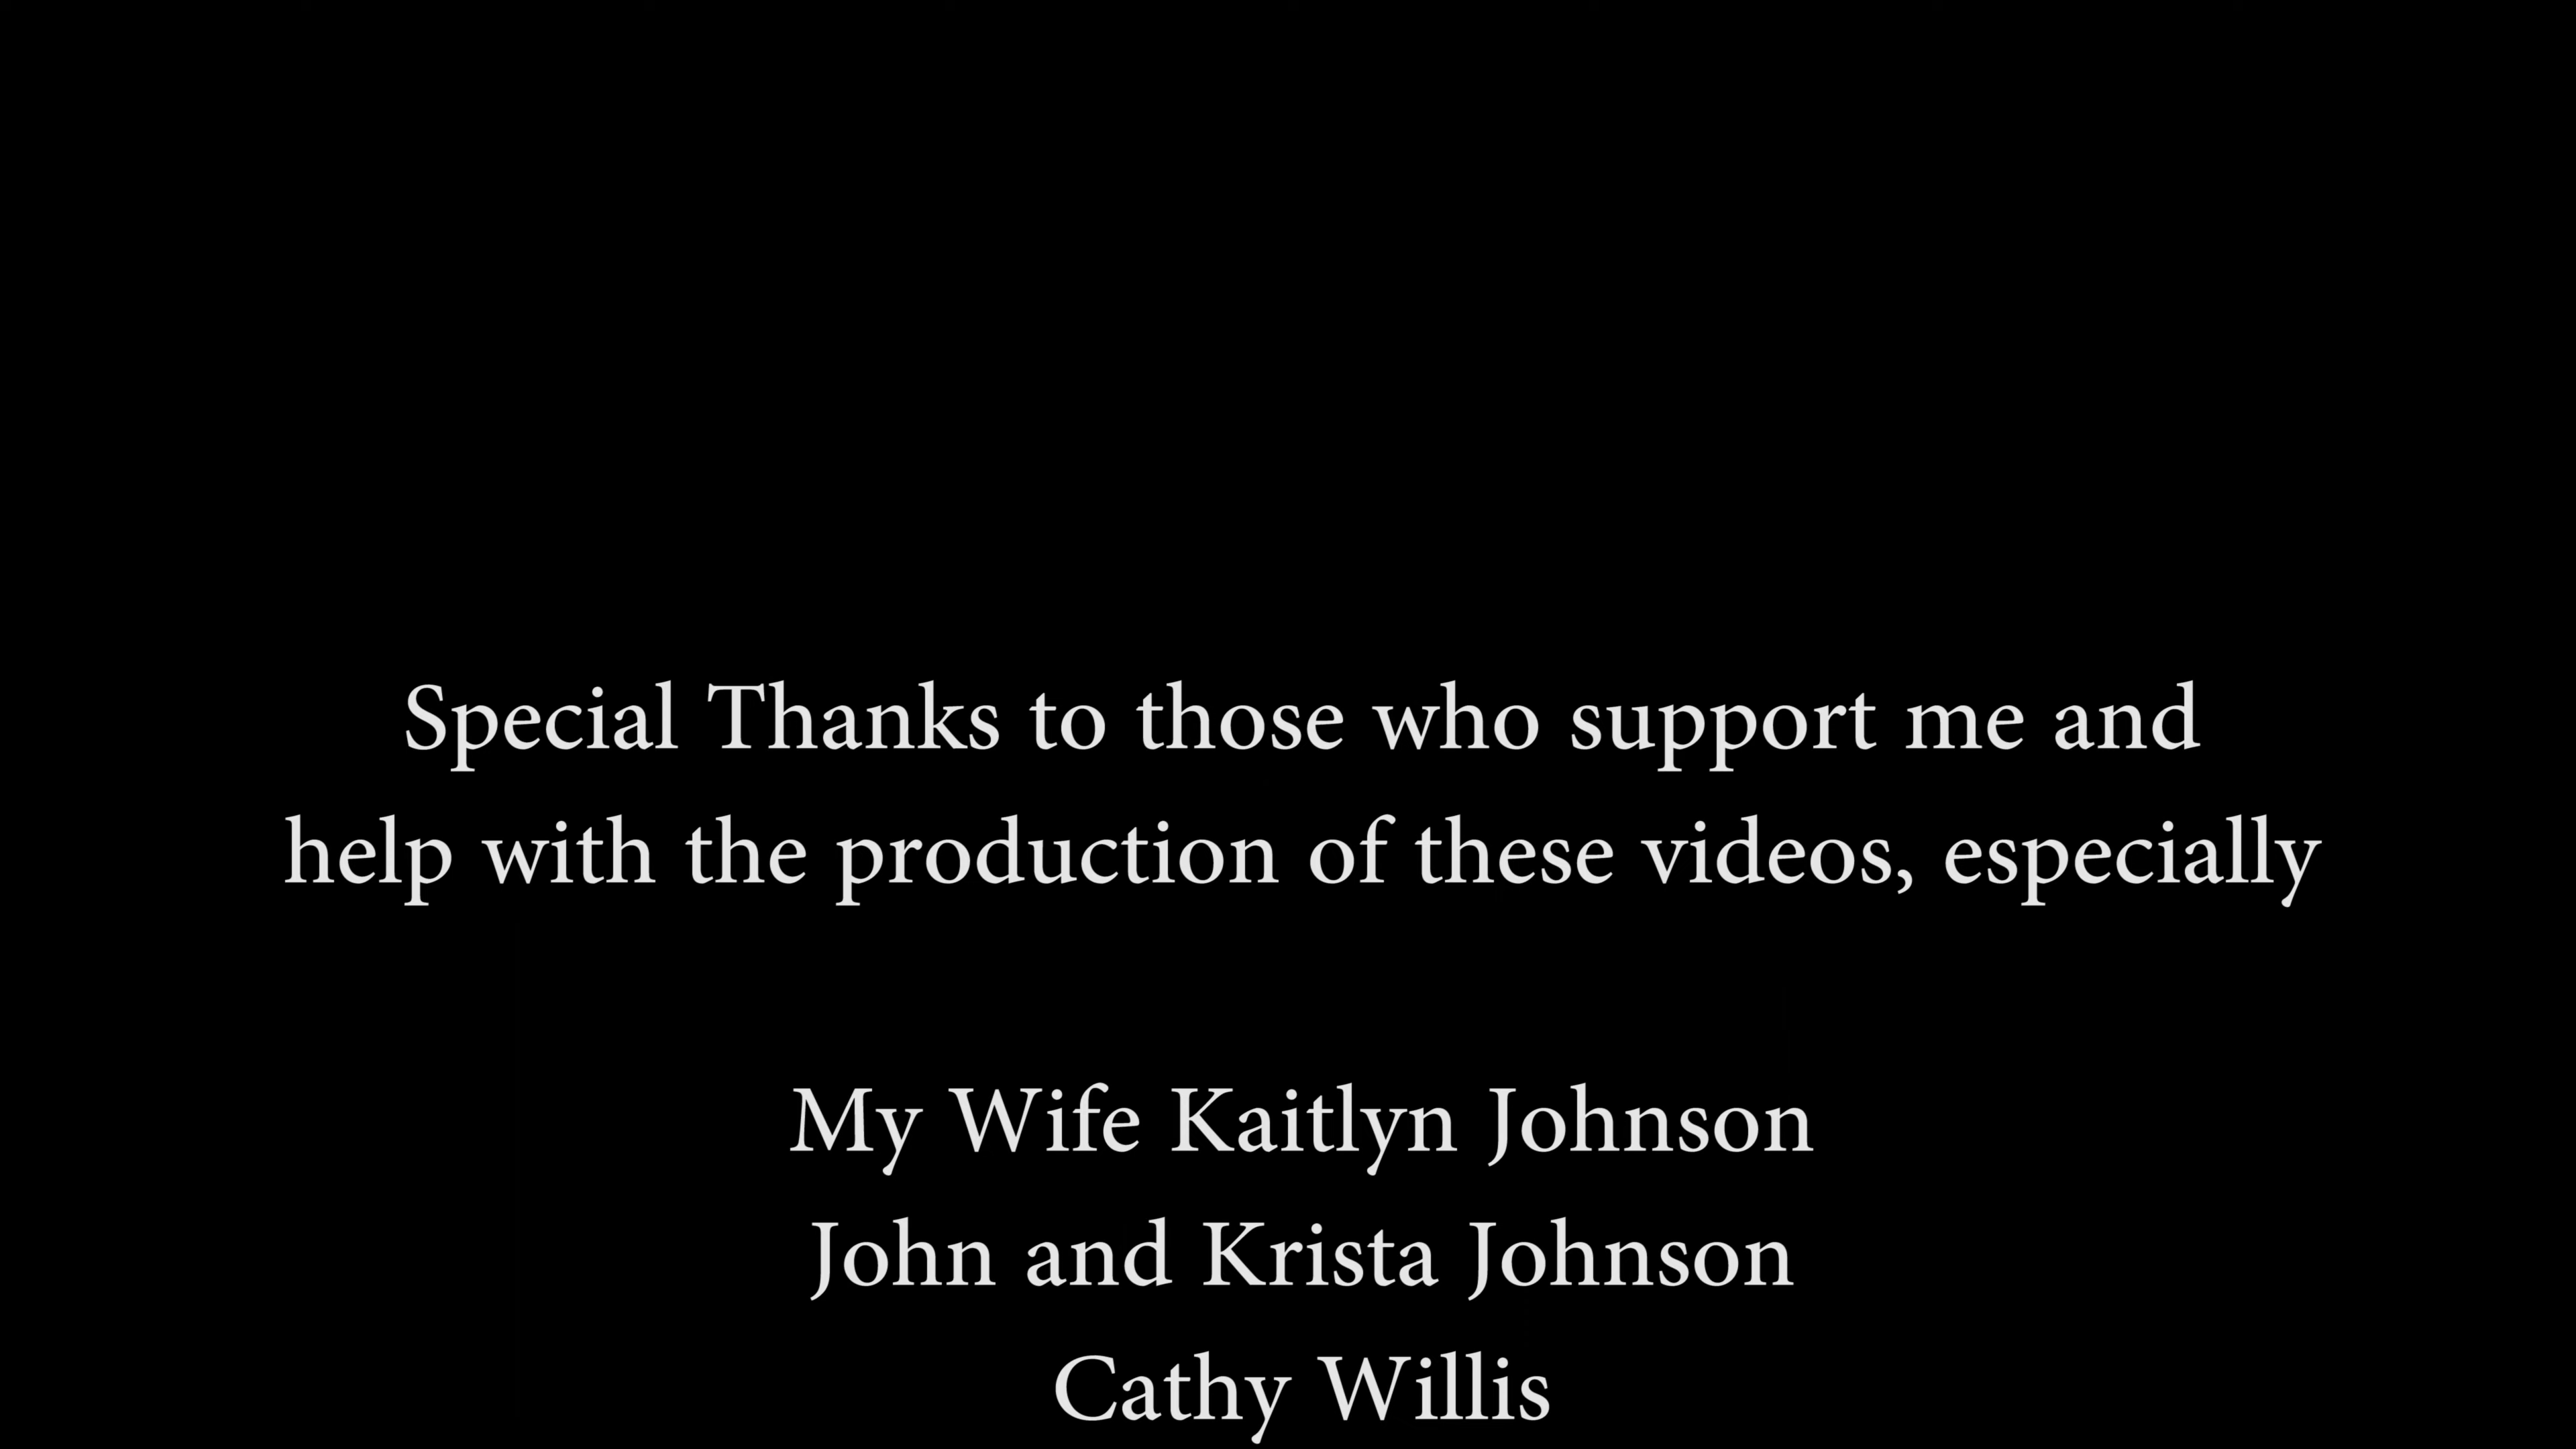 Special Thanks to those who support me and
help with the production of these videos, especially
My Wife Kaitlyn Johnson
John and Krista Johnson
Cathy Willis